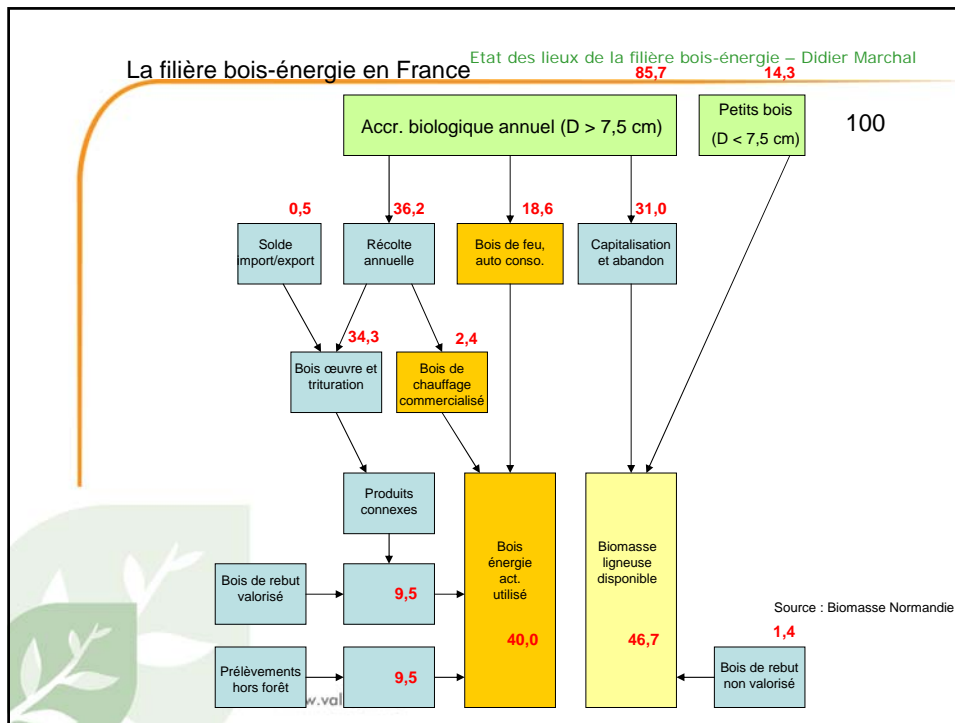 Etat des lieux de la filière bois-énergie – Didier Marchal
La filière bois-énergie en France
85,7
14,3
Accr. biologique annuel (D > 7,5 cm)
Petits bois
(D < 7,5 cm)
100
0,5
36,2
18,6
31,0
Solde
import/export
Récolte
annuelle
Bois de feu,
auto conso.
Capitalisation
et abandon
34,3
2,4
Bois œuvre et
trituration
Bois de
chauffage
commercialisé
Produits
connexes
Bois
énergie
act.
utilisé
Biomasse
ligneuse
disponible
Bois de rebut
valorisé
9,5
Source : Biomasse Normandie
40,0
46,7
1,4
Prélèvements
hors forêt
9,5
Bois de rebut
non valorisé
w.val